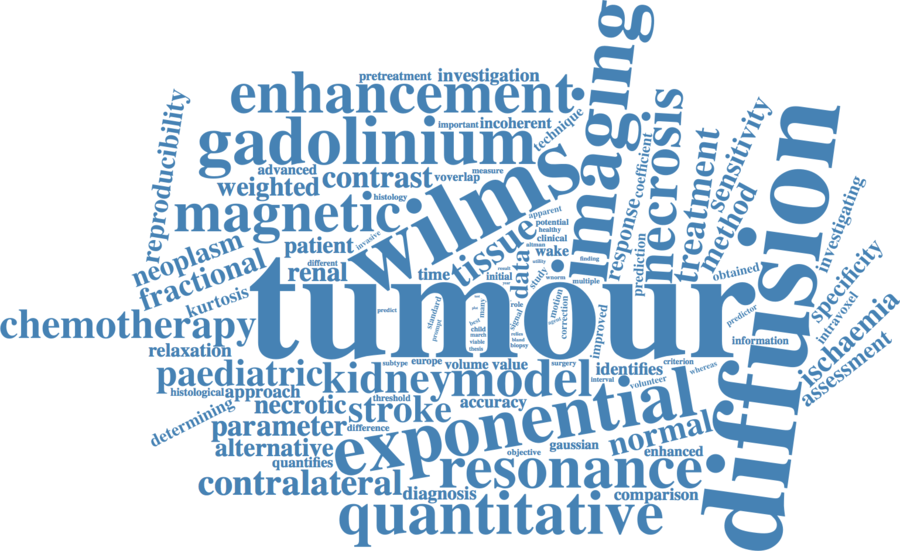 imaging
pretreatment
investigation
enhancement
reproducibility
important
incoherent
technique
gadolinium
advanced
weighted
contrast
voverlap
measure
histology
wilms
coefficient
necrosis
treatment
sensitivity
diffusion
magnetic
apparent
potential
healthy
clinical
altman
wake
invasive
patient
tissue
response
method
investigating
neoplasm
fractional
different
renal
time
initial
result
data
study
utility
wnorm
finding
multiple
prediction
obtained
specificity
kurtosis
tumour
predict
standard
prompt
many
best
child
march
viable
thesis
role
signal
blend
biopsy
motion
correction
improved
predictor
information
intravoxel
ischaemia
assessment
chemotherapy
relaxation
subtype
europe
volume
value
surgery
identifies
criterion
whereas
paediatric
kidney
model
interval
volunteer
histological
approach
threshold
accuracy
determining
necrotic
stroke
exponential
parameter
difference
normal
alternative
gaussian
objective
enhanced
quantifies
resonance
contralateral
diagnosis
comparison
quantitative